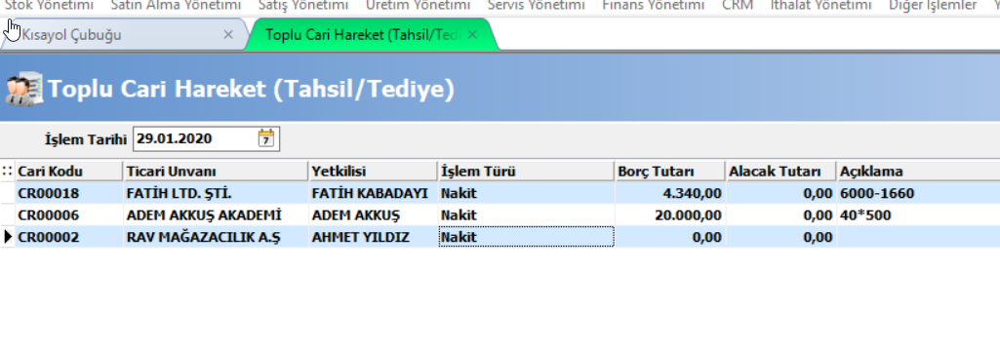 Stok Yönetimi Satın Alma Yönetimi Satış Yönetimi Üretim Yönetimi Servis Yönetimi Finans Yönetimi CRM İthalat Yönetimi Diğer İşlemler
Kısayol Çubuğu × Toplu Cari Hareket (Tahsil/Ted ×
Toplu Cari Hareket (Tahsil/Tediye)
İşlem Tarihi 29.01.2020 7
Cari Kodu Ticari Unvanı Yetkilisi İşlem Türü Borç Tutarı Alacak Tutarı Açıklama
CR00018 FATİH LTD. ŞTİ. FATİH KABADAYI Nakit 4.340,00 0,00 6000-1660
CR00006 ADEM AKKUŞ AKADEMİ ADEM AKKUŞ Nakit 20.000,00 0,00 40*500
CR00002 RAV MAĞAZACILIK A.Ş AHMET YILDIZ Nakit 0,00 0,00